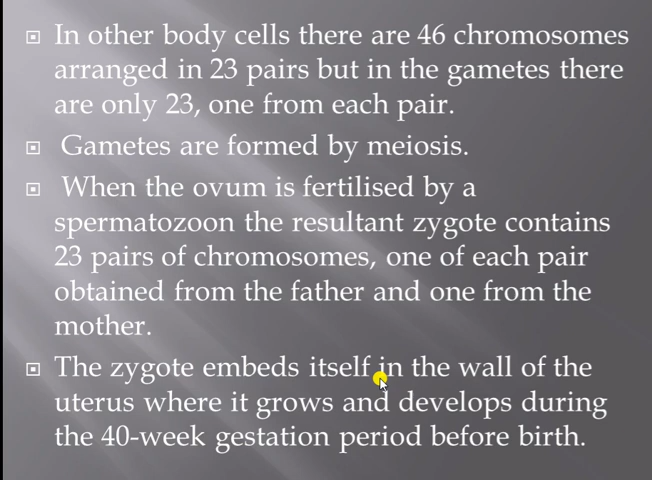 In other body cells there are 46 chromosomes
arranged in 23 pairs but in the gametes there
are only 23, one from each pair.
Gametes are formed by meiosis.
When the ovum is fertilised by a
spermatozoon the resultant zygote contains
23 pairs of chromosomes, one of each pair
obtained from the father and one from the
mother.
The zygote embeds itself in the wall of the
uterus where it grows and develops during
the 40-week gestation period before birth.